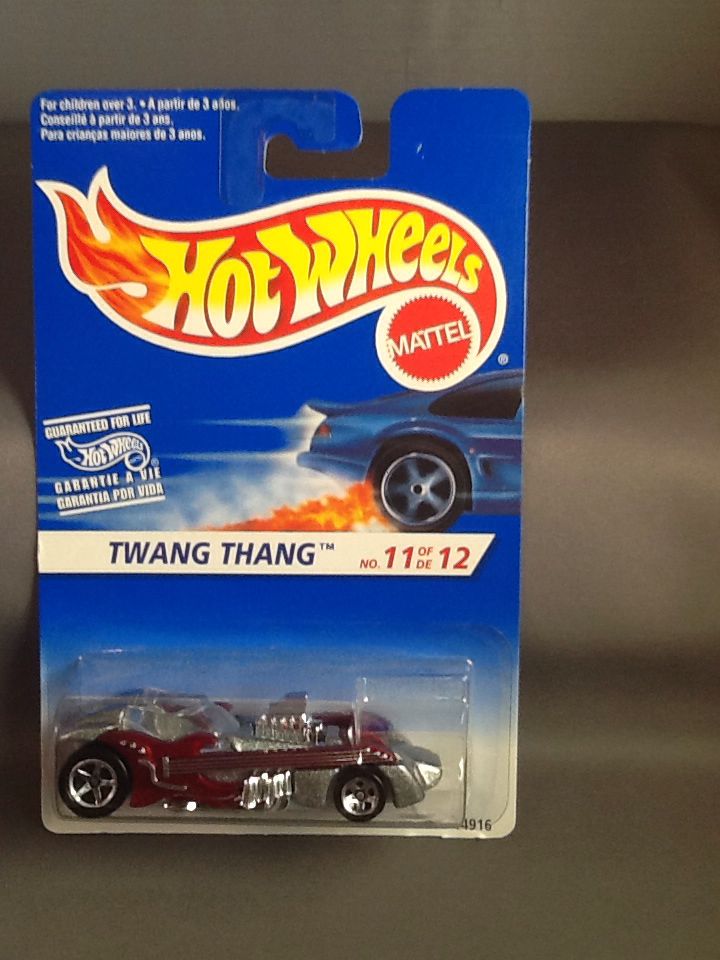 For children over 3. • A partir de 3 años.
Conseillé à partir de 3 ans.
Para crianças maiores de 3 anos.
HOT WHEELS
MATTEL
®
GUARANTEED FOR LIFE
HOT WHEELS
®
GARANTIE A VIE
GARANTIA POR VIDA
TWANG THANG™ NO. 11 OF DE 12
4916